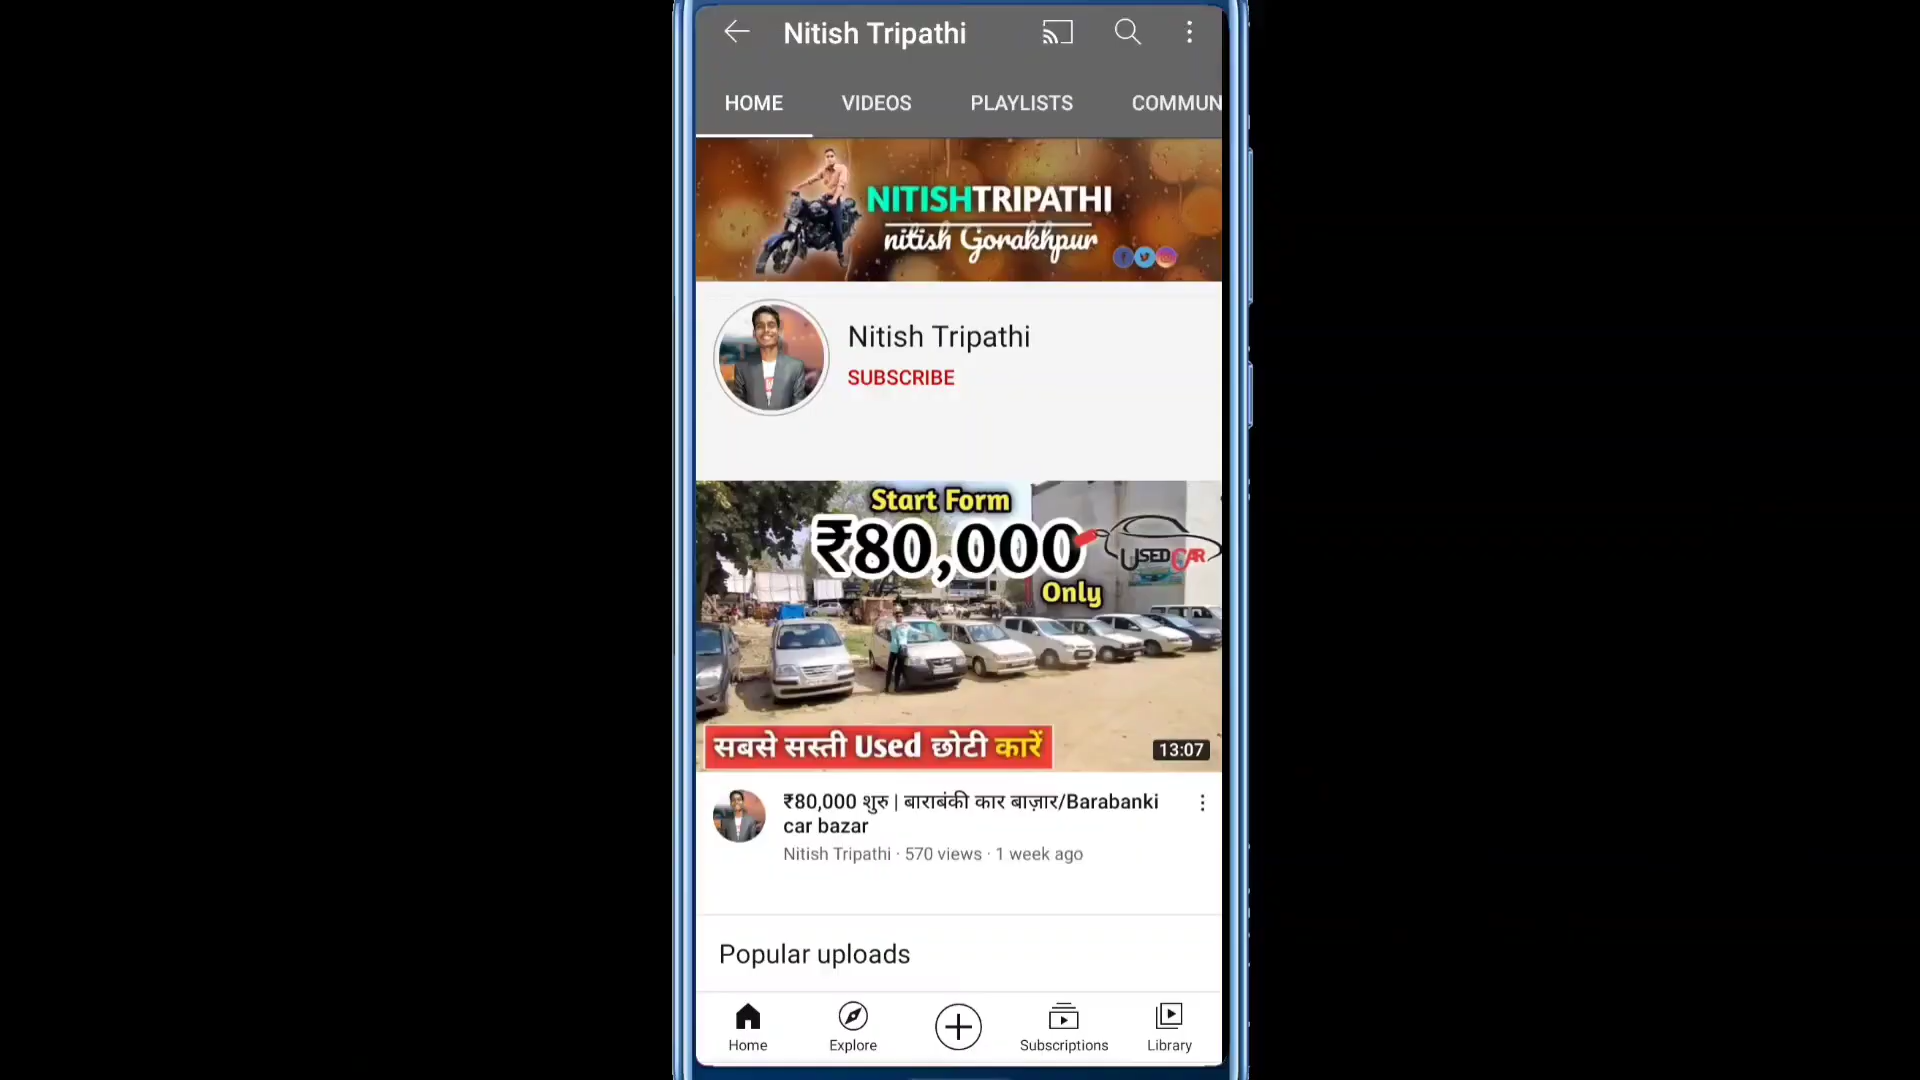 Nitish Tripathi
HOME VIDEOS PLAYLISTS COMMUN
NITISHTRIPATHI
nitish Gorakhpur
Nitish Tripathi
SUBSCRIBE
Start Form
₹80,000
Only
USEDCAR
सबसे सस्ती Used छोटी कारें
13:07
₹80,000 शुरु | बाराबंकी कार बाज़ार/Barabanki
car bazar
Nitish Tripathi · 570 views · 1 week ago
Popular uploads
Home Explore Subscriptions Library